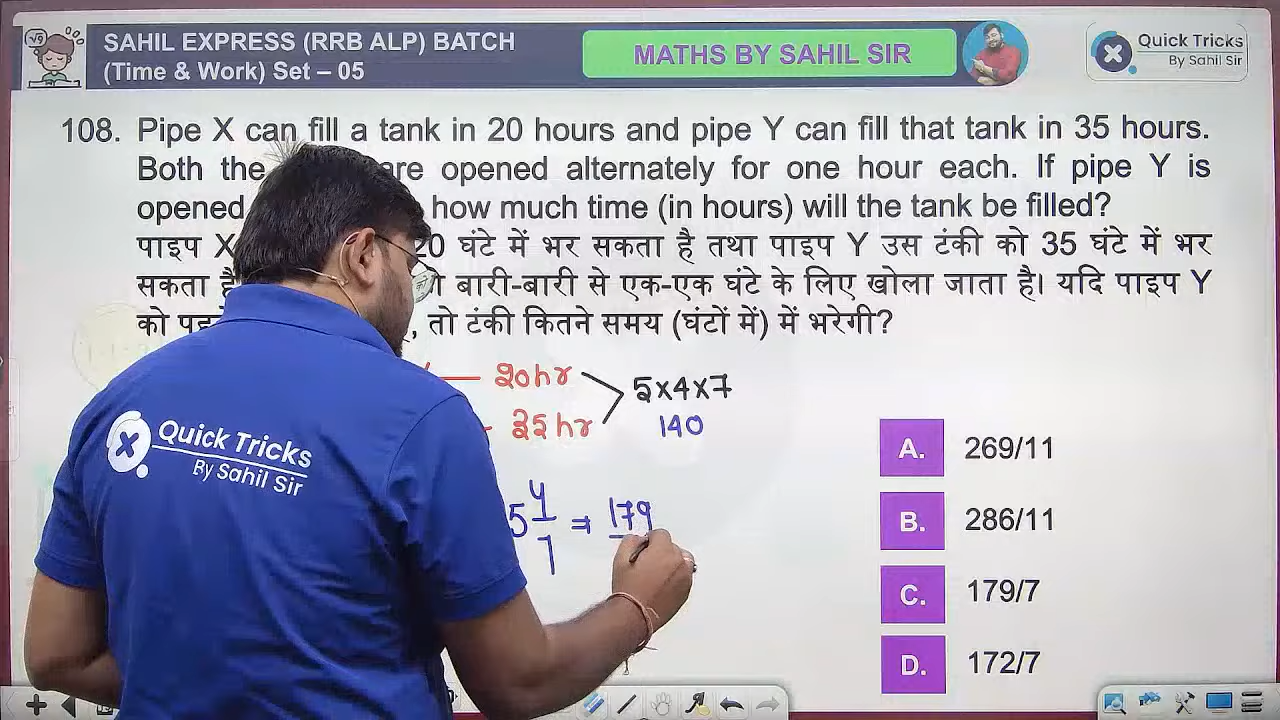 SAHIL EXPRESS (RRB ALP) BATCH
(Time & Work) Set – 05
MATHS BY SAHIL SIR
Quick Tricks
By Sahil Sir
108. Pipe X can fill a tank in 20 hours and pipe Y can fill that tank in 35 hours.
Both the are opened alternately for one hour each. If pipe Y is
opened how much time (in hours) will the tank be filled?
पाइप X 20 घंटे में भर सकता है तथा पाइप Y उस टंकी को 35 घंटे में भर
सकता बारी-बारी से एक-एक घंटे के लिए खोला जाता है। यदि पाइप Y
को , तो टंकी कितने समय (घंटों में) में भरेगी?
20hr
35hr
5x4x7
140
5 4/7 = 179
A. 269/11
B. 286/11
C. 179/7
D. 172/7
Quick Tricks
By Sahil Sir